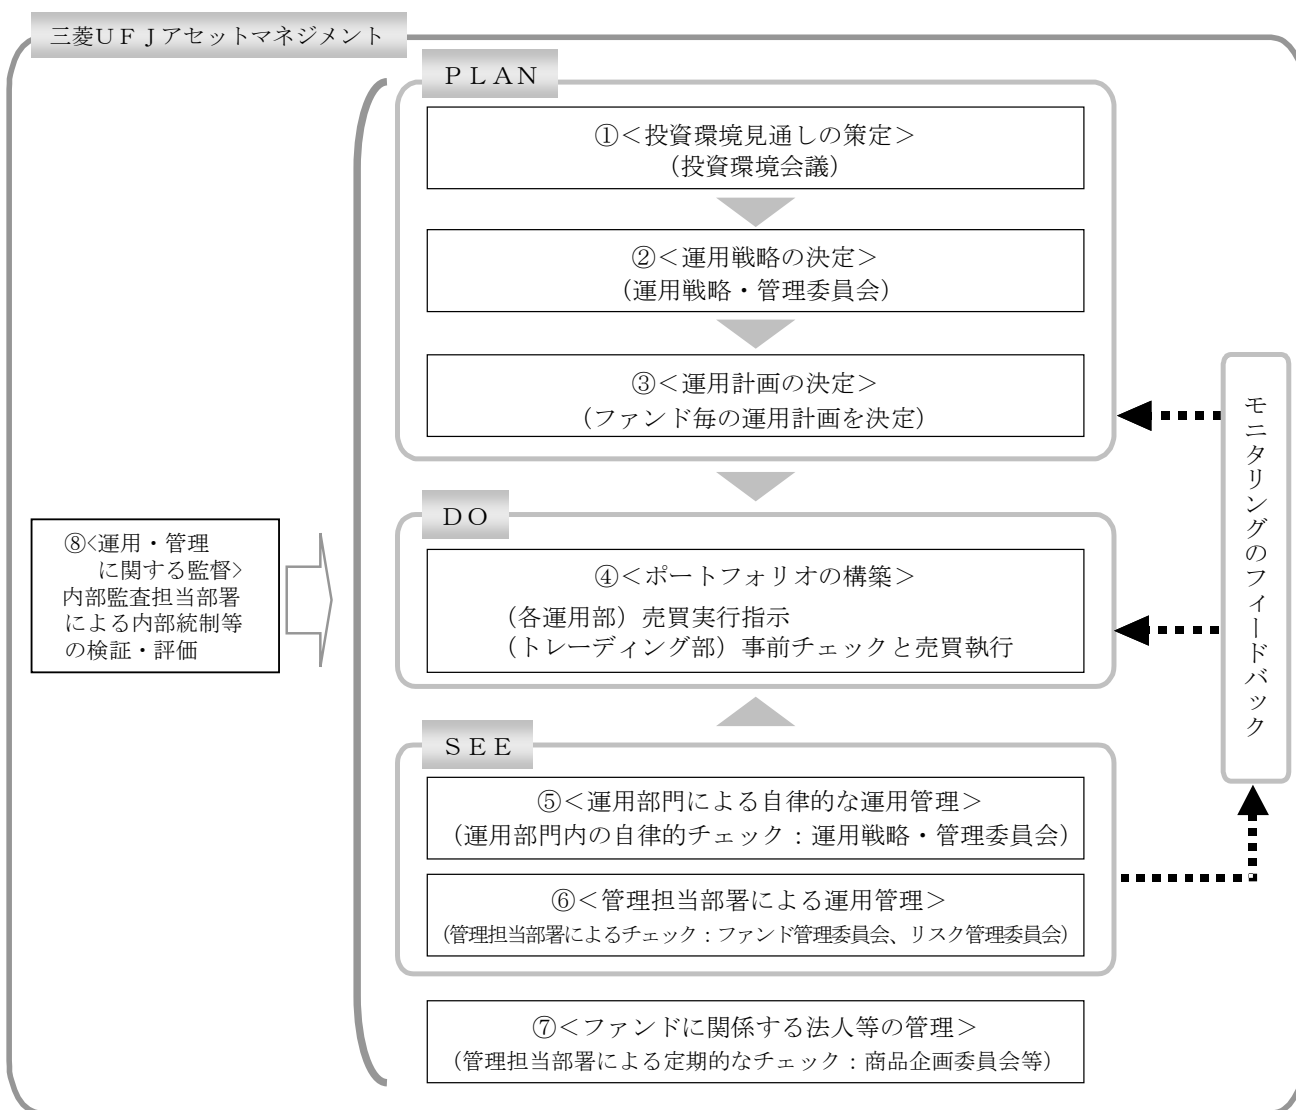 三菱ＵＦＪアセットマネジメント
ＰＬＡＮ
①＜投資環境見通しの策定＞
（投資環境会議）
②＜運用戦略の決定＞
（運用戦略・管理委員会）
③＜運用計画の決定＞
（ファンド毎の運用計画を決定）
ＤＯ
④＜ポートフォリオの構築＞
（各運用部）売買実行指示
（トレーディング部）事前チェックと売買執行
ＳＥＥ
⑤＜運用部門による自律的な運用管理＞
（運用部門内の自律的チェック：運用戦略・管理委員会）
⑥＜管理担当部署による運用管理＞
（管理担当部署によるチェック：ファンド管理委員会、リスク管理委員会）
⑦＜ファンドに関係する法人等の管理＞
（管理担当部署による定期的なチェック：商品企画委員会等）
⑧<運用・管理
に関する監督>
内部監査担当部署
による内部統制等
の検証・評価
モニタリングのフィードバック